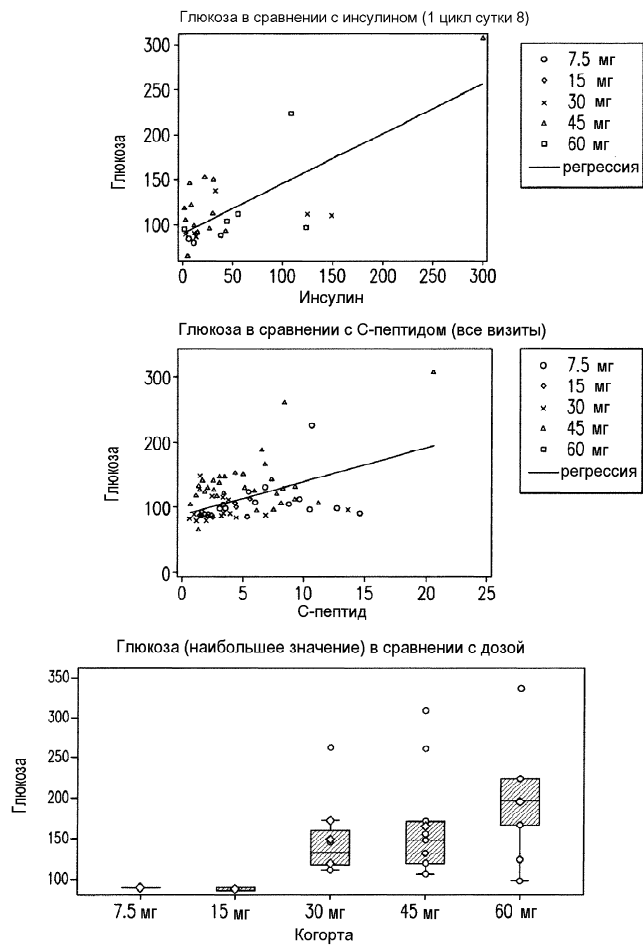 Глюкоза в сравнении с инсулином (1 цикл сутки 8)
Глюкоза
300
250
200
150
100
0
50
100
150
200
250
300
Инсулин
7.5 мг
15 мг
30 мг
45 мг
60 мг
регрессия
Глюкоза в сравнении с С-пептидом (все визиты)
Глюкоза
300
200
100
0
0
5
10
15
20
25
С-пептид
7.5 мг
15 мг
30 мг
45 мг
60 мг
регрессия
Глюкоза (наибольшее значение) в сравнении с дозой
Глюкоза
350
300
250
200
150
100
7.5 мг
15 мг
30 мг
45 мг
60 мг
Когорта